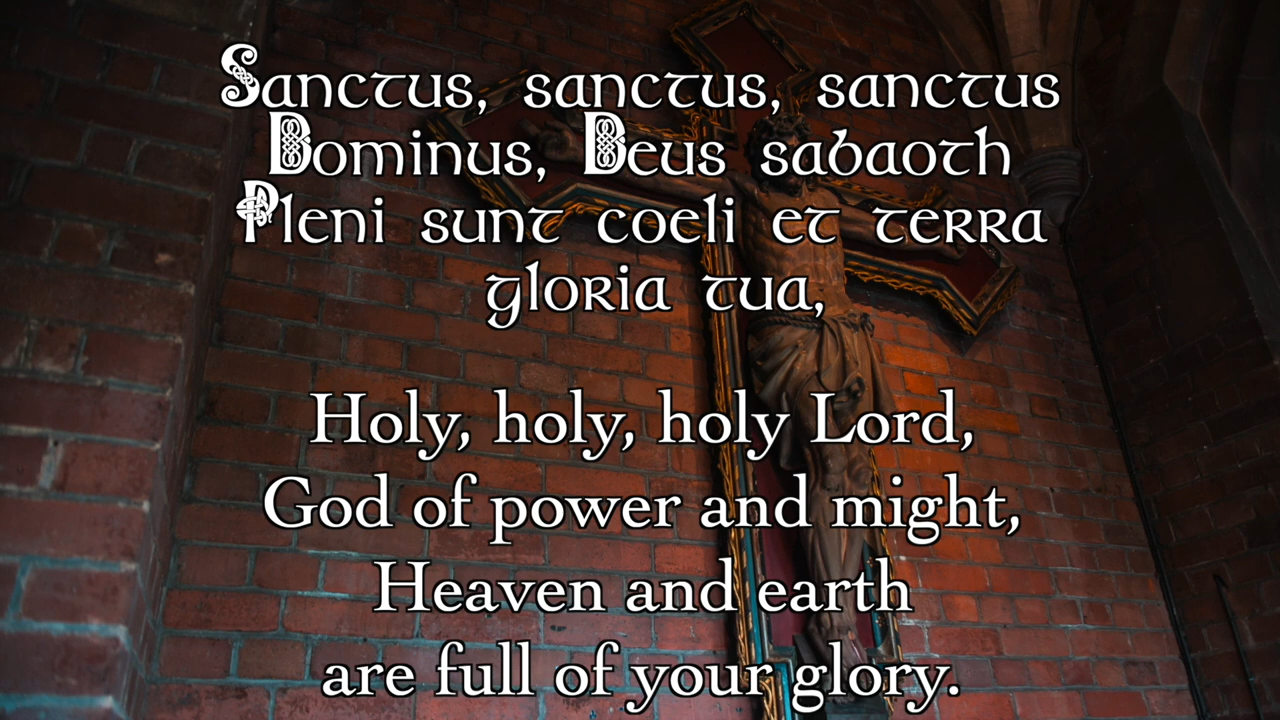 Sanctus, sanctus, sanctus
Dominus, Deus sabaoth
Pleni sunt coeli et terra
gloria tua,
Holy, holy, holy Lord,
God of power and might,
Heaven and earth
are full of your glory.